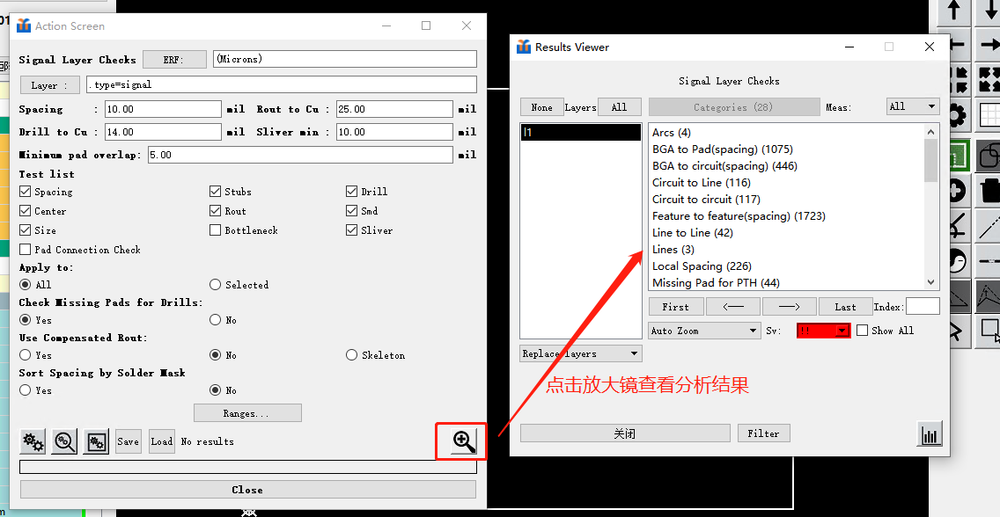 01
Action Screen
Signal Layer Checks ERF: (Microns)
Layer : .type=signal
Spacing : 10.00 mil Rout to Cu : 25.00 mil
Drill to Cu : 14.00 mil Sliver min : 10.00 mil
Minimum pad overlap: 5.00 mil
Test list
Spacing Stubs Drill
Center Rout Smd
Size Bottleneck Sliver
Pad Connection Check
Apply to:
All Selected
Check Missing Pads for Drills:
Yes No
Use Compensated Rout:
Yes No Skeleton
Sort Spacing by Solder Mask
Yes No
Ranges...
Save Load No results
Close
Results Viewer
Signal Layer Checks
None Layers All Categories (28) Meas: All
l1
Arcs (4)
BGA to Pad(spacing) (1075)
BGA to circuit(spacing) (446)
Circuit to Line (116)
Circuit to circuit (117)
Feature to feature(spacing) (1723)
Line to Line (42)
Lines (3)
Local Spacing (226)
Missing Pad for PTH (44)
First <—— ——> Last Index:
Auto Zoom Sv: !! Show All
Replace layers
点击放大镜查看分析结果
关闭 Filter